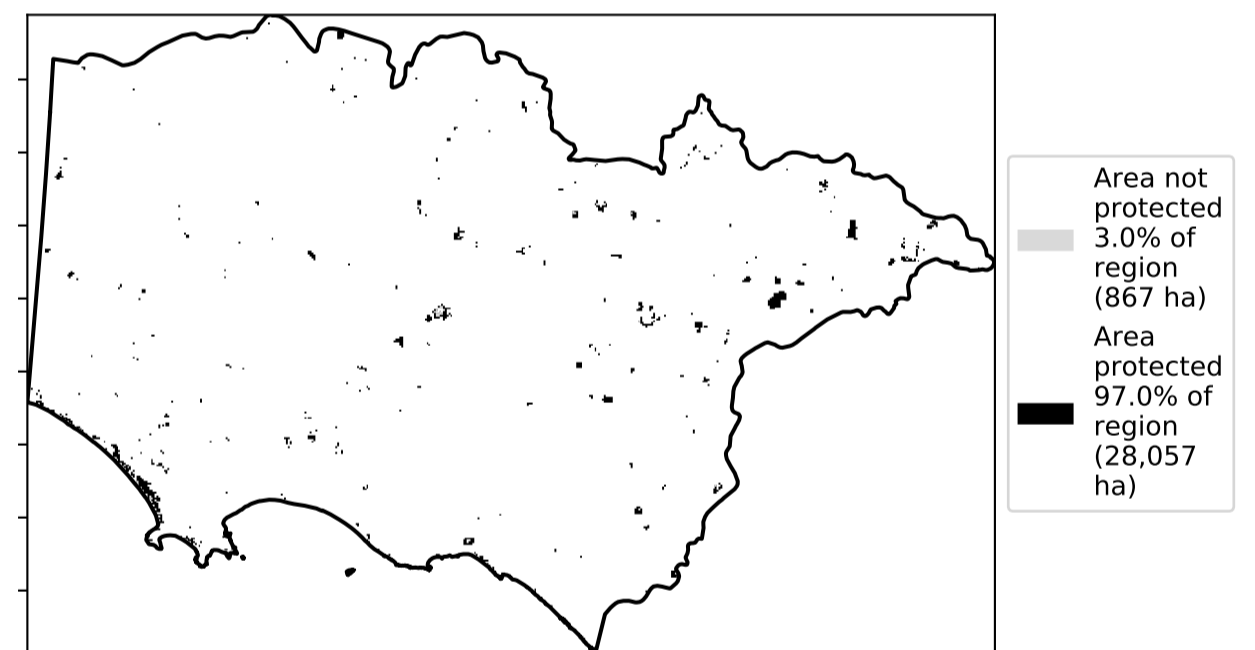 Area not
protected
3.0% of
region
(867 ha)
Area
protected
97.0% of
region
(28,057
ha)